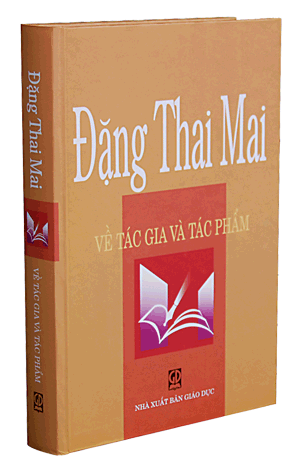 Đặng Thai Mai
VỀ TÁC GIA VÀ TÁC PHẨM
NHÀ XUẤT BẢN GIÁO DỤC
Đặng Thai Mai
VỀ TÁC GIA VÀ TÁC PHẨM